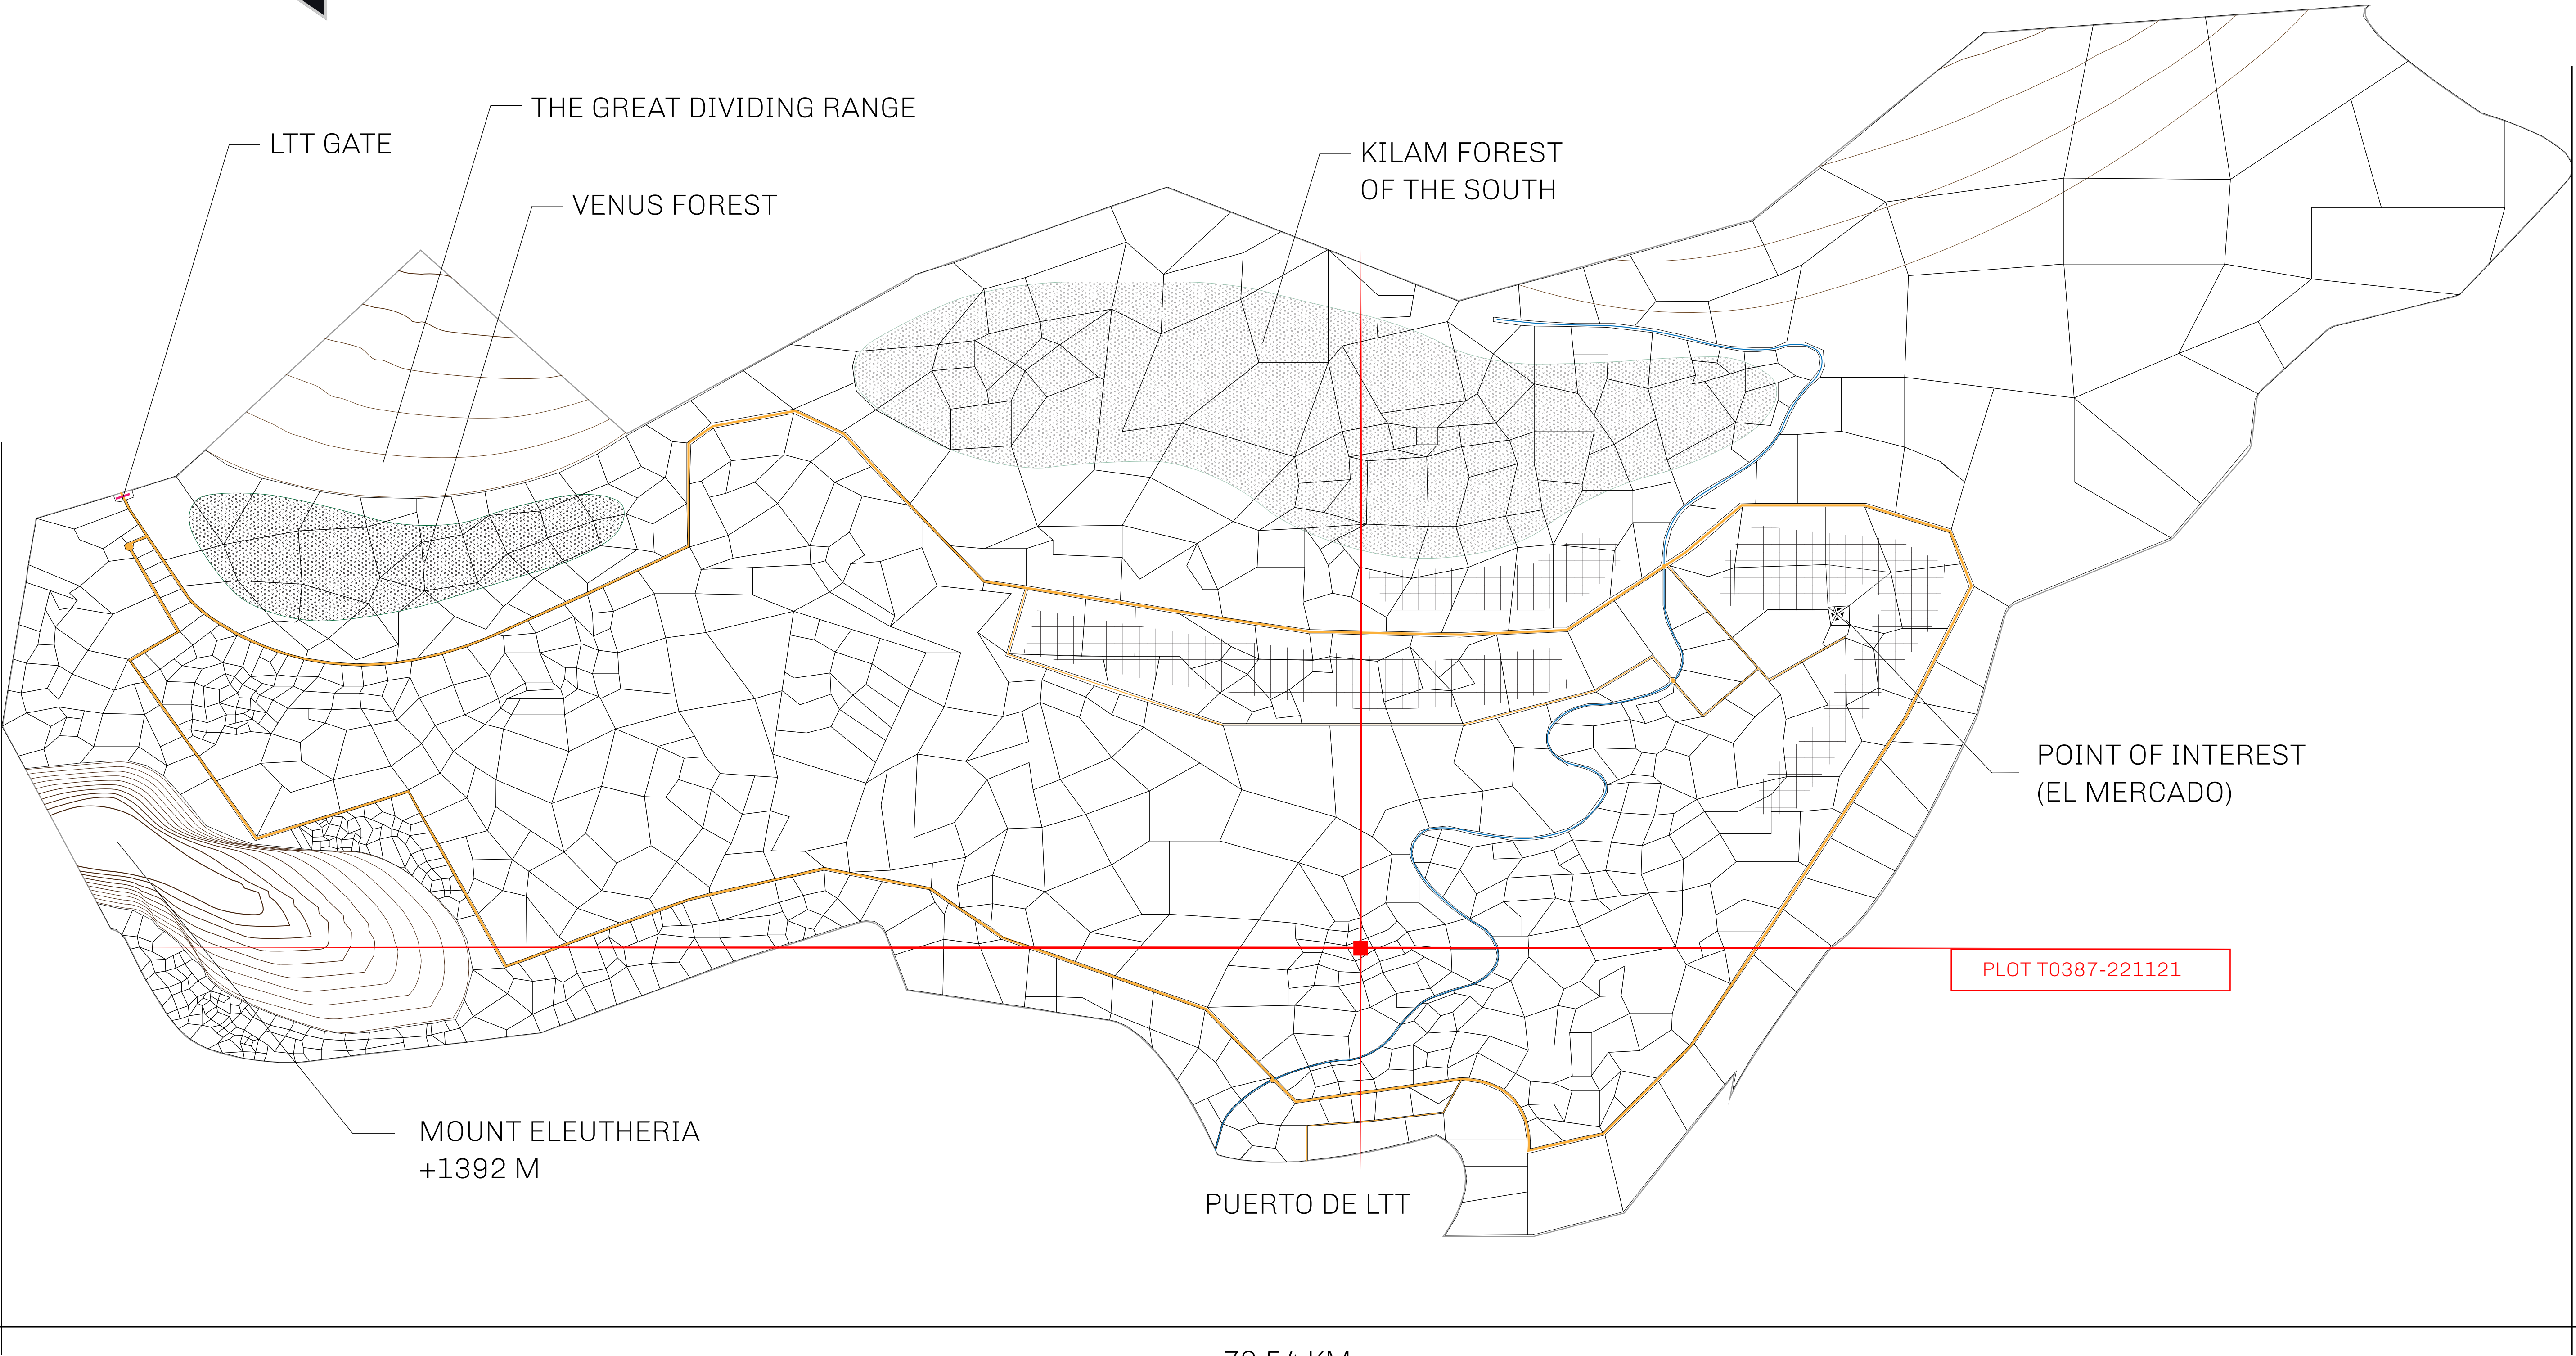 THE GREAT DIVIDING RANGE
LTT GATE
KILAM FOREST
OF THE SOUTH
VENUS FOREST
POINT OF INTEREST
(EL MERCADO)
PLOT T0387-221121
MOUNT ELEUTHERIA
+1392 M
PUERTO DE LTT
KM